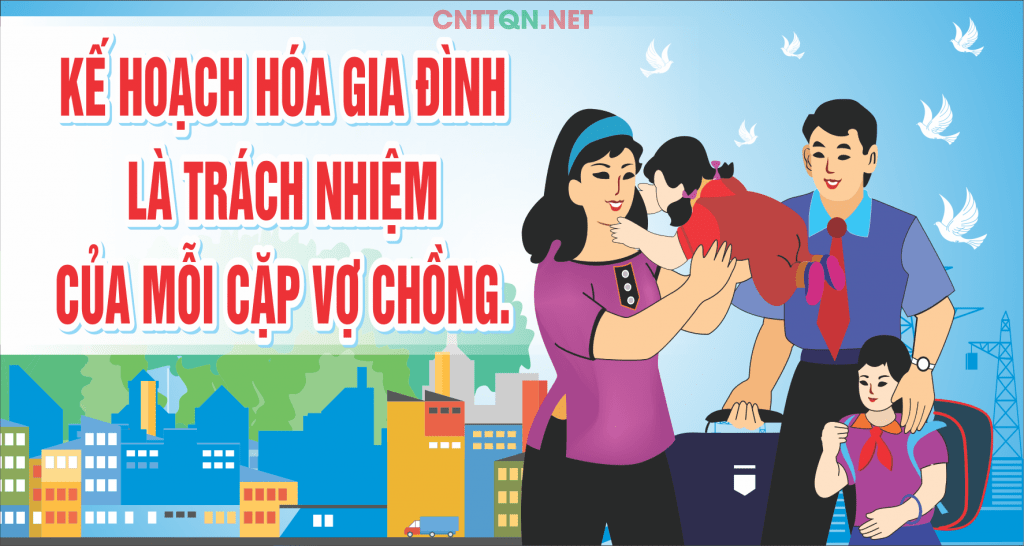 CNTTQN.NET
KẾ HOẠCH HÓA GIA ĐÌNH
LÀ TRÁCH NHIỆM
CỦA MỖI CẶP VỢ CHỒNG.